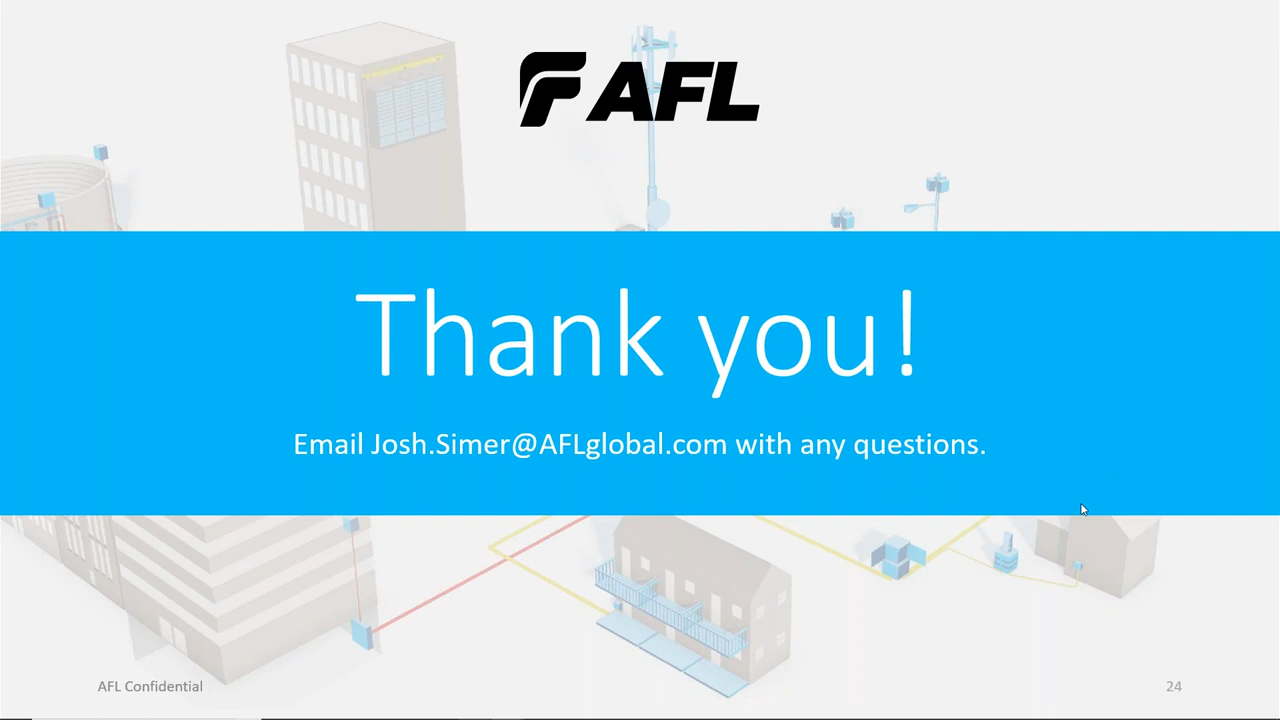 AFL
Thank you!
Email Josh.Simer@AFLglobal.com with any questions.
AFL Confidential
24